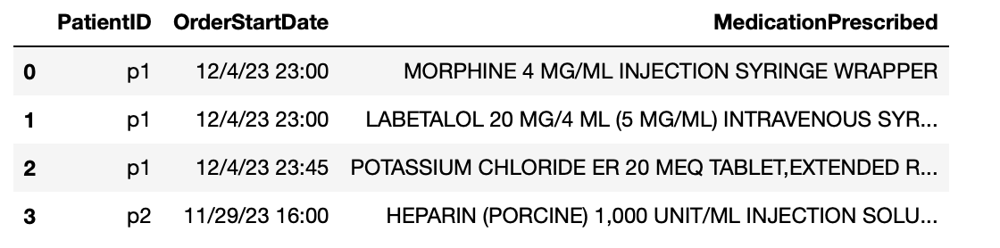 PatientID OrderStartDate MedicationPrescribed
0 p1 12/4/23 23:00 MORPHINE 4 MG/ML INJECTION SYRINGE WRAPPER
1 p1 12/4/23 23:00 LABETALOL 20 MG/4 ML (5 MG/ML) INTRAVENOUS SYR...
2 p1 12/4/23 23:45 POTASSIUM CHLORIDE ER 20 MEQ TABLET,EXTENDED R...
3 p2 11/29/23 16:00 HEPARIN (PORCINE) 1,000 UNIT/ML INJECTION SOLU...